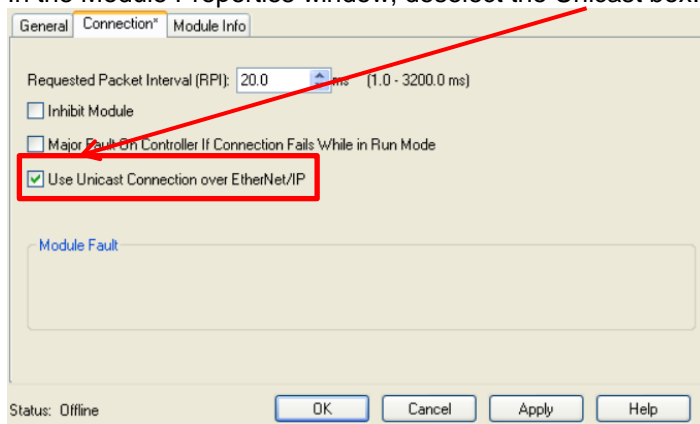 In the Module Properties window, deselect the Unicast box.
General Connection* Module Info
Requested Packet Interval (RPI): 20.0 ms (1.0 - 3200.0 ms)
Inhibit Module
Major Fault On Controller If Connection Fails While in Run Mode
Use Unicast Connection over EtherNet/IP
Module Fault
Status: Offline OK Cancel Apply Help